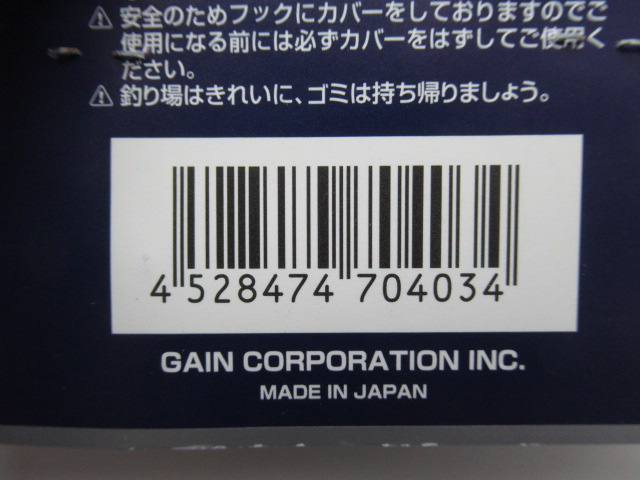 ⚠ 安全のためフックにカバーをしておりますのでご
使用になる前には必ずカバーをはずしてご使用く
ださい。
⚠ 釣り場はきれいに、ゴミは持ち帰りましょう。
4 528474 704034
GAIN CORPORATION INC.
MADE IN JAPAN